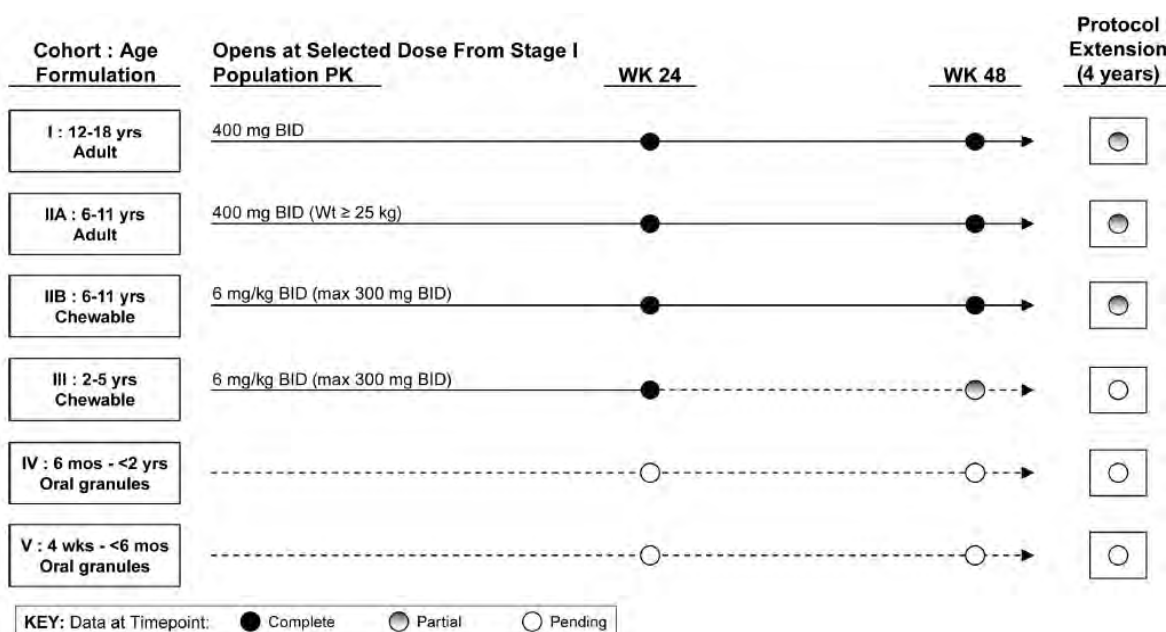 Cohort : Age
Formulation
Opens at Selected Dose From Stage I
Population PK
WK 24
WK 48
Protocol
Extension
(4 years)
I : 12-18 yrs
Adult
400 mg BID
IIA : 6-11 yrs
Adult
400 mg BID (Wt ≥ 25 kg)
IIB : 6-11 yrs
Chewable
6 mg/kg BID (max 300 mg BID)
III : 2-5 yrs
Chewable
6 mg/kg BID (max 300 mg BID)
IV : 6 mos - <2 yrs
Oral granules
V : 4 wks - <6 mos
Oral granules
KEY: Data at Timepoint: Complete Partial Pending